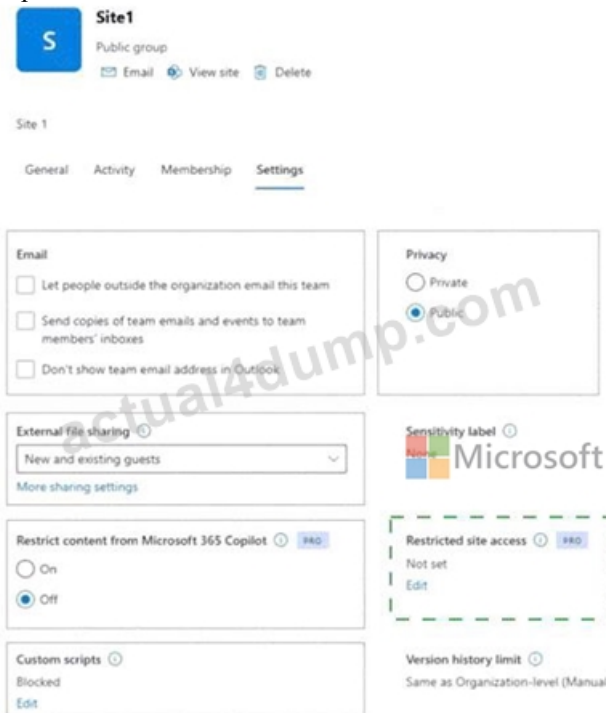 S
Site1
Public group
Email View site Delete
Site 1
General Activity Membership Settings
Email
Let people outside the organization email this team
Send copies of team emails and events to team
members' inboxes
Don't show team email address in Outlook
Privacy
Private
Public
actual4dump.com
External file sharing
New and existing guests
More sharing settings
Sensitivity label
None
Microsoft
Restrict content from Microsoft 365 Copilot PRO
On
Off
Restricted site access PRO
Not set
Edit
Custom scripts
Blocked
Edit
Version history limit
Same as Organization-level (Manual